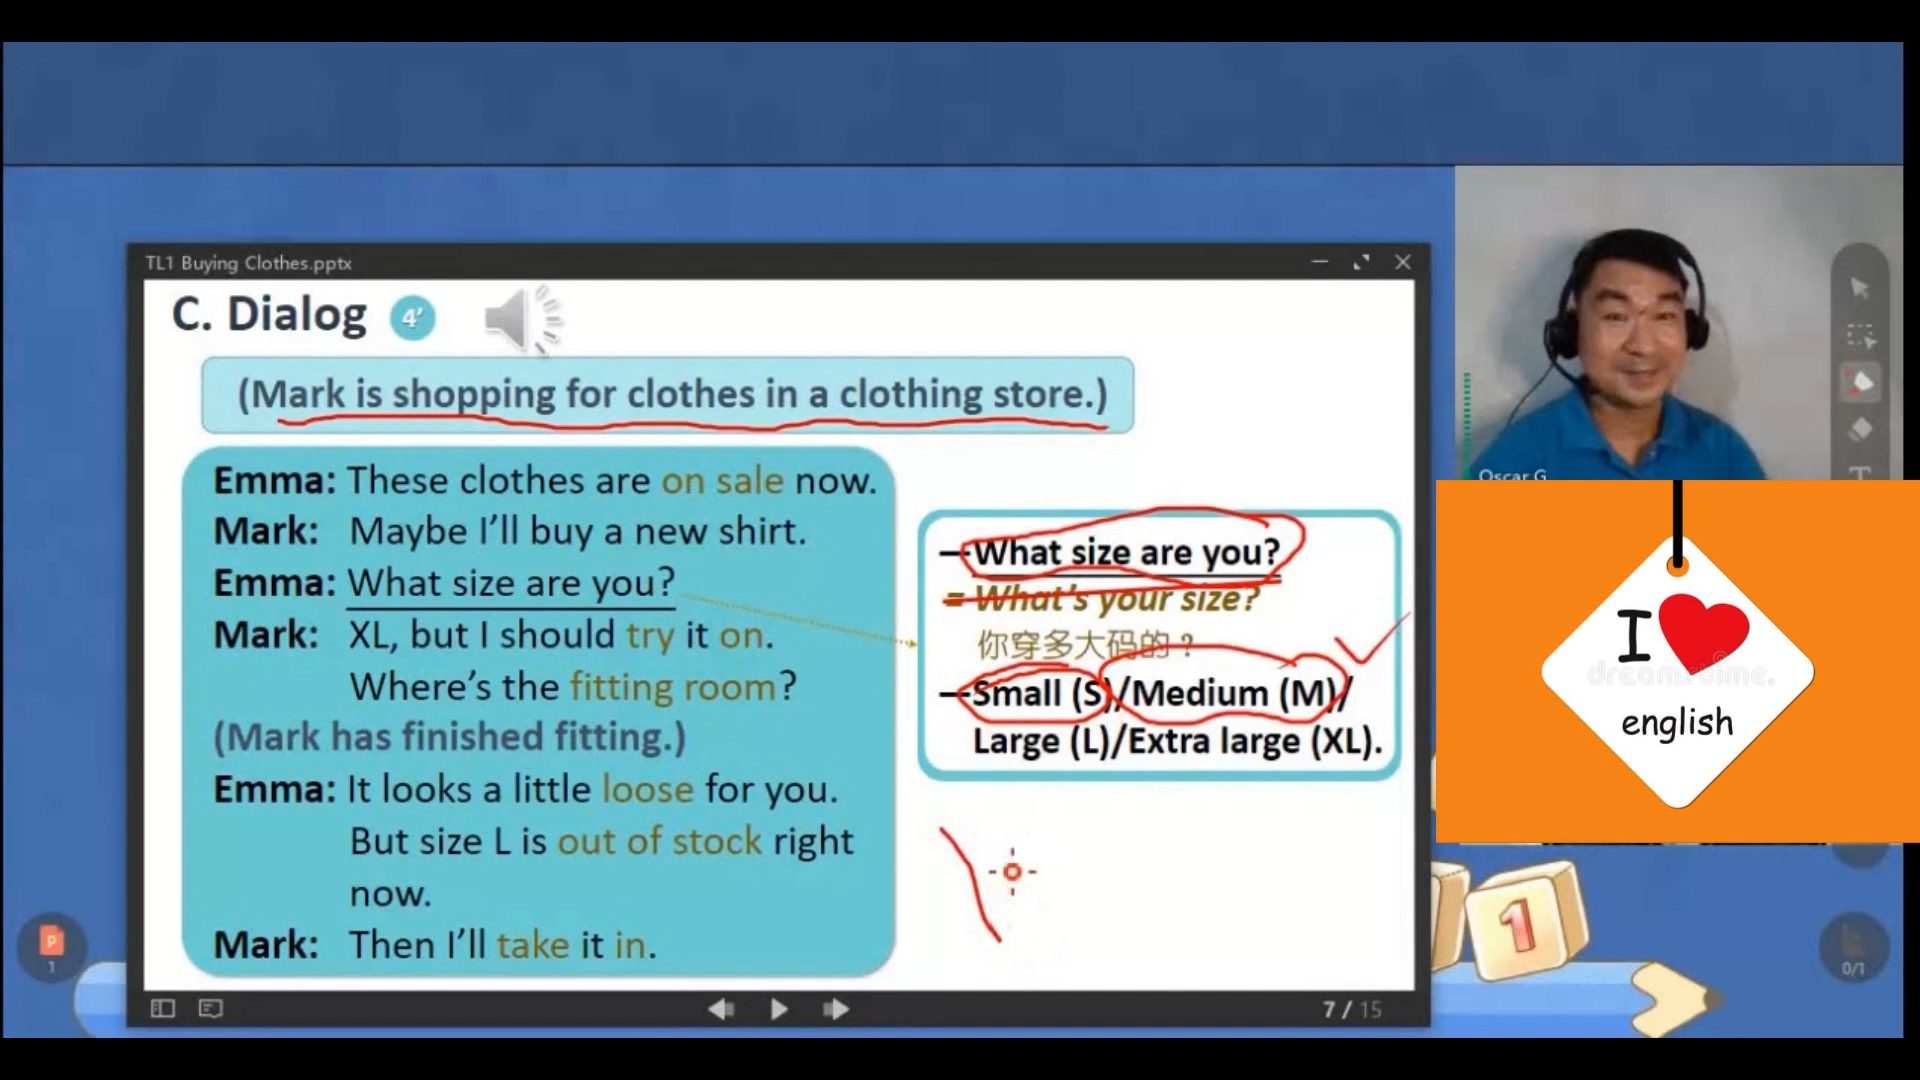 TL1 Buying Clothes.pptx
C. Dialog 4'
(Mark is shopping for clothes in a clothing store.)
Emma: These clothes are on sale now.
Mark: Maybe I'll buy a new shirt.
Emma: What size are you?
Mark: XL, but I should try it on.
Where's the fitting room?
(Mark has finished fitting.)
Emma: It looks a little loose for you.
But size L is out of stock right
now.
Mark: Then I'll take it in.
—What size are you?
= What's your size?
你穿多大码的？
—Small (S)/Medium (M)/
Large (L)/Extra large (XL).
7 / 15
Oscar G
T
I
dreamstime.
english
1
P
1
0/1